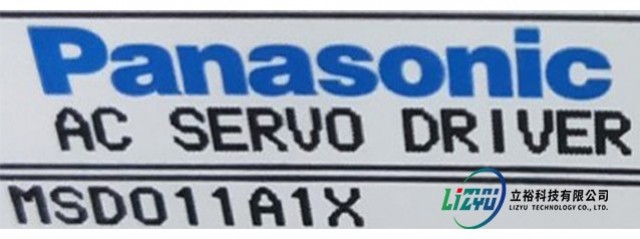 Panasonic
AC SERVO DRIVER
MSD011A1X
LiZYU
立裕科技有限公司
LIZYU TECHNOLOGY CO., LTD.